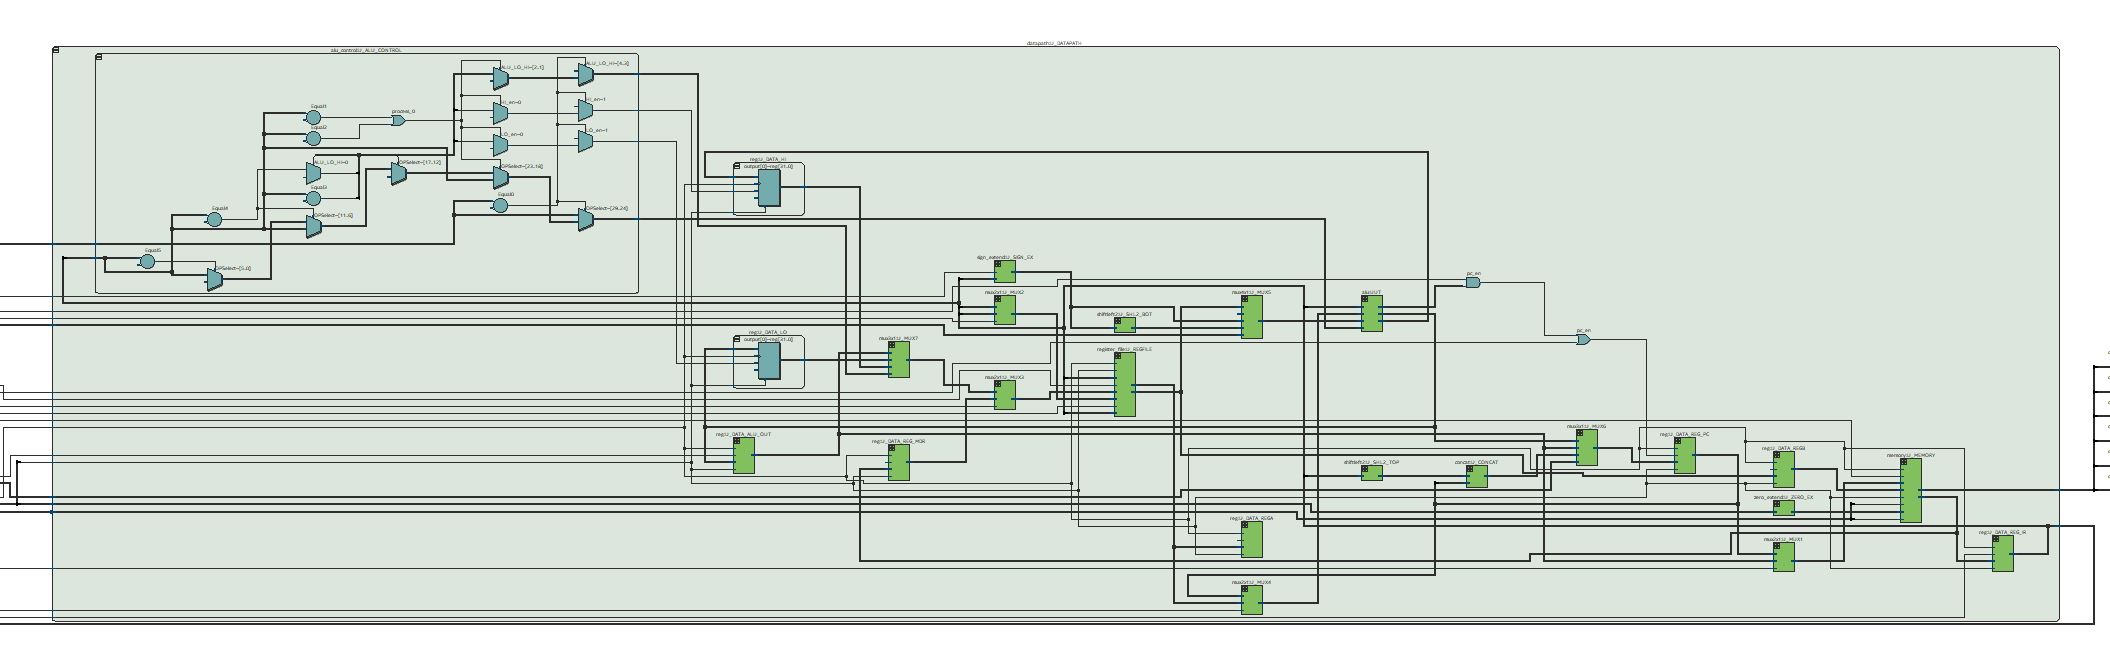 datapath:U_DATAPATH
alu_control:U_ALU_CONTROL
ALU_LO_HI~[2..1]
ALU_LO_HI~[4..3]
Equal1
process_0
HI_en~0
HI_en~1
Equal2
LO_en~0
LO_en~1
ALU_LO_HI~0
OPSelect~[17..12]
OPSelect~[23..18]
Equal3
Equal0
Equal4
OPSelect~[11..6]
OPSelect~[29..24]
Equal5
OPSelect~[5..0]
reg:U_DATA_HI
output[0]~reg[31..0]
sign_extend:U_SIGN_EX
pc_en
mux2x1:U_MUX2
mux4x1:U_MUX5
alu:UUT
shiftleft2:U_SHL2_BOT
reg:U_DATA_LO
output[0]~reg[31..0]
mux3x1:U_MUX7
pc_en
register_file:U_REGFILE
mux2x1:U_MUX3
reg:U_DATA_ALU_OUT
reg:U_DATA_REG_MDR
mux3x1:U_MUX6
reg:U_DATA_REG_PC
reg:U_DATA_REGB
memory:U_MEMORY
shiftleft2:U_SHL2_TOP
concat:U_CONCAT
zero_extend:U_ZERO_EX
reg:U_DATA_REGA
mux2x1:U_MUX1
reg:U_DATA_REG_IR
mux2x1:U_MUX4